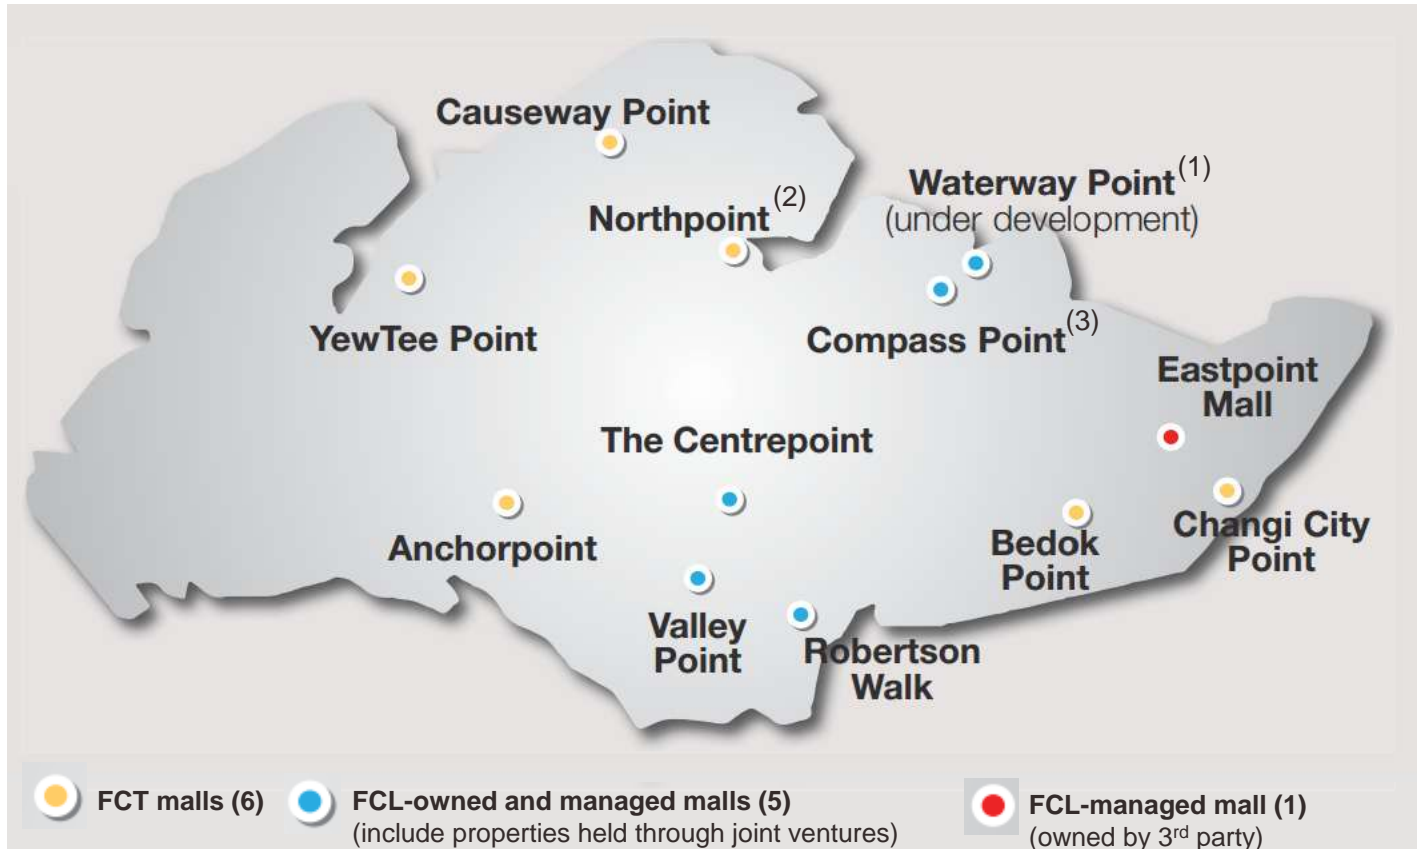 Causeway Point
Waterway Point(1)
(under development)
Northpoint(2)
YewTee Point
Compass Point(3)
Eastpoint
Mall
The Centrepoint
Anchorpoint
Bedok
Point
Changi City
Point
Valley
Point
Robertson
Walk
FCT malls (6)
FCL-owned and managed malls (5)
(include properties held through joint ventures)
FCL-managed mall (1)
(owned by 3rd party)